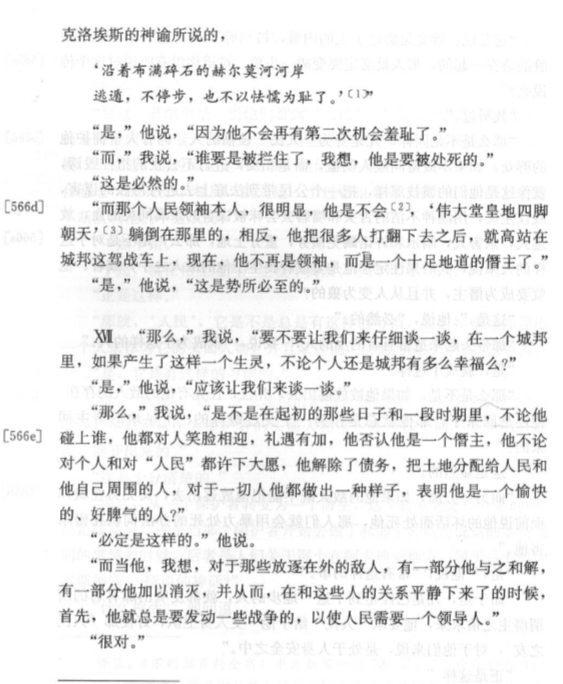 克洛埃斯的神谕所说的，
‘沿着布满碎石的赫尔莫河河岸
逃遁，不停步，也不以怯懦为耻了。’〔1〕”
“是，”他说，“因为他不会再有第二次机会羞耻了。”
“而，”我说，“谁要是被拦住了，我想，他是要被处死的。”
“这是必然的。”
[566d] “而那个人民领袖本人，很明显，他是不会〔2〕，‘伟大堂皇地四脚
朝天’〔3〕躺倒在那里的，相反，他把很多人打翻下去之后，就高站在
城邦这驾战车上，现在，他不再是领袖，而是一个十足地道的僭主了。”
“是，”他说，“这是势所必至的。”
XVI “那么，”我说，“要不要让我们来仔细谈一谈，在一个城邦
里，如果产生了这样一个生灵，不论个人还是城邦有多么幸福么？”
“是，”他说，“应该让我们来谈一谈。”
“那么，”我说，“是不是在起初的那些日子和一段时期里，不论他
[566e] 碰上谁，他都对人笑脸相迎，礼遇有加，他否认他是一个僭主，他不论
对个人和对“人民”都许下大愿，他解除了债务，把土地分配给人民和
他自己周围的人，对于一切人他都做出一种样子，表明他是一个愉快
的、好脾气的人？”
“必定是这样的。”他说。
“而当他，我想，对于那些放逐在外的敌人，有一部分他与之和解，
有一部分他加以消灭，并从而，在和这些人的关系平静下来了的时候，
首先，他就总是要发动一些战争的，以使人民需要一个领导人。”
“很对。”